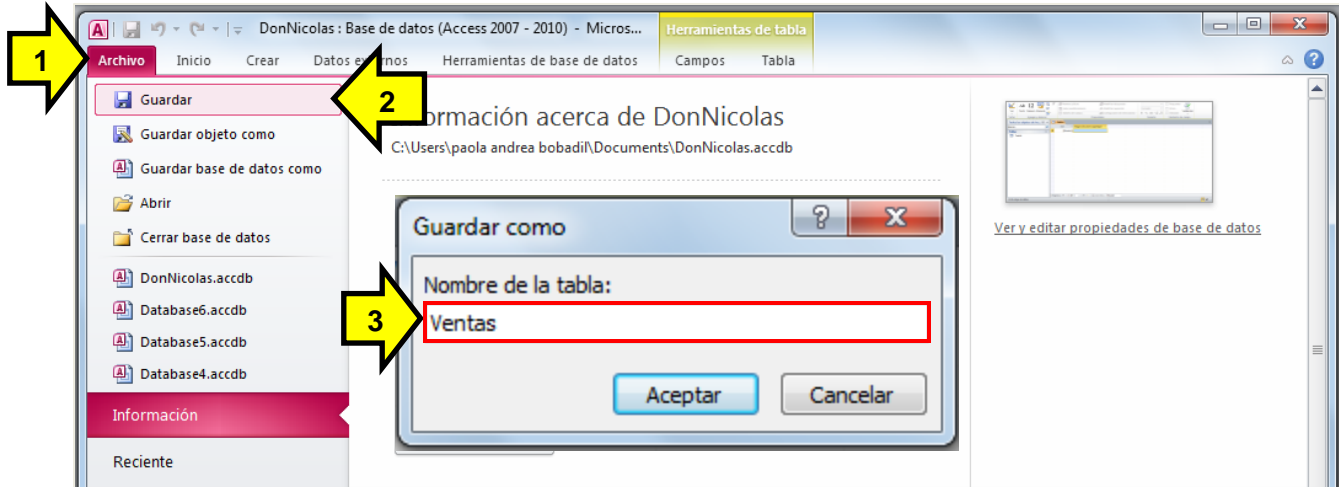 DonNicolas : Base de datos (Access 2007 - 2010) - Micros...
Herramientas de tabla
1
Archivo
Inicio
Crear
Datos externos
Herramientas de base de datos
Campos
Tabla
Guardar
2
Guardar objeto como
Guardar base de datos como
Abrir
Cerrar base de datos
DonNicolas.accdb
Database6.accdb
Database5.accdb
Database4.accdb
Información
Reciente
ormación acerca de DonNicolas
C:\Users\paola andrea bobadil\Documents\DonNicolas.accdb
Guardar como
Nombre de la tabla:
3
Ventas
Aceptar
Cancelar
Ver y editar propiedades de base de datos